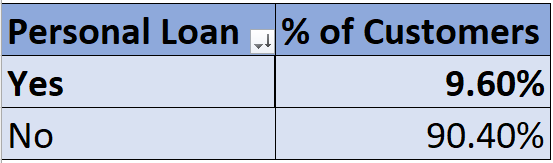 Personal Loan % of Customers
Yes 9.60%
No 90.40%